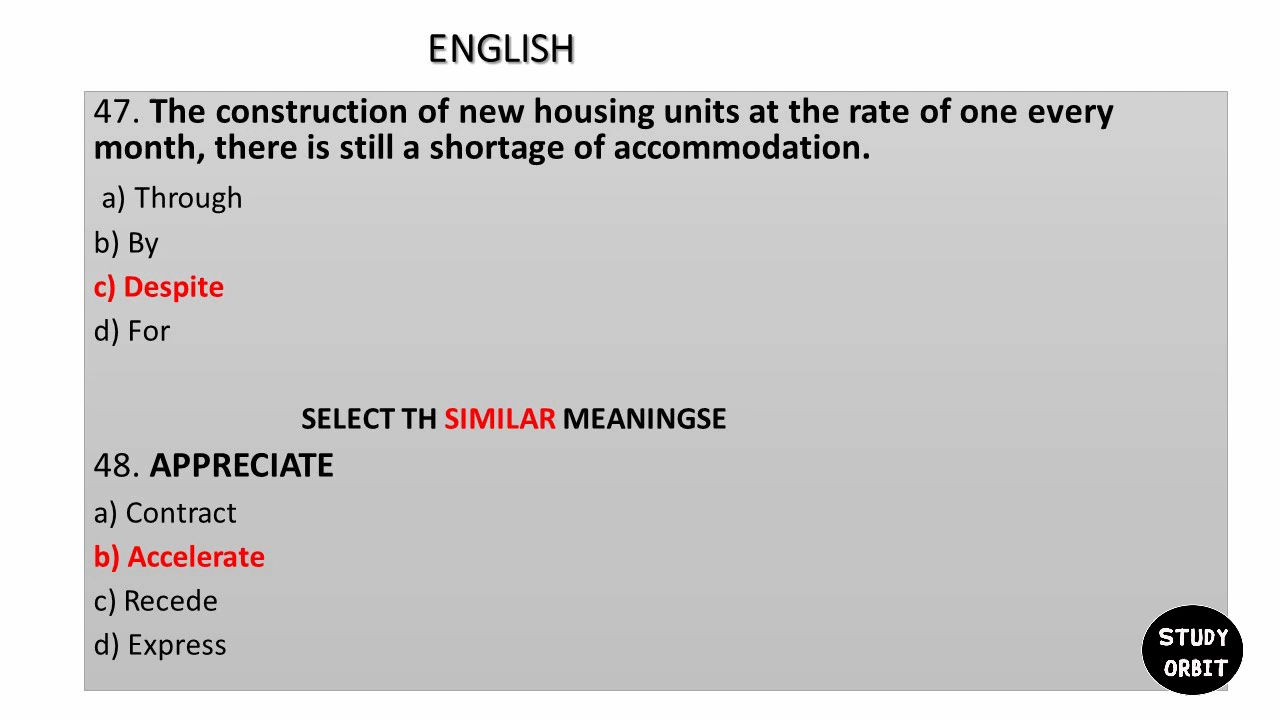 ENGLISH
47. The construction of new housing units at the rate of one every
month, there is still a shortage of accommodation.
a) Through
b) By
c) Despite
d) For
SELECT TH SIMILAR MEANINGSE
48. APPRECIATE
a) Contract
b) Accelerate
c) Recede
d) Express
STUDY
ORBIT